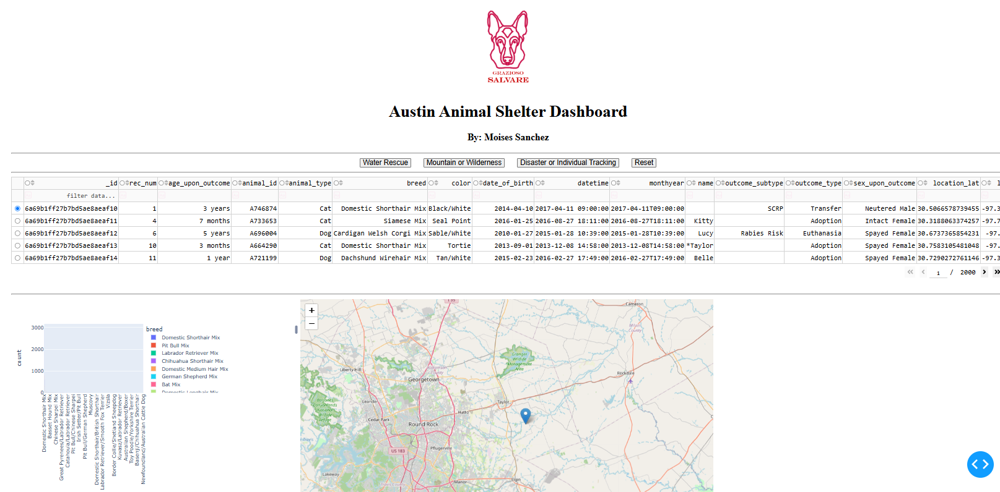 GRAZIOSO
SALVARE
Austin Animal Shelter Dashboard
By: Moises Sanchez
Water Rescue Mountain or Wilderness Disaster or Individual Tracking Reset
_id rec_num age_upon_outcome animal_id animal_type breed color date_of_birth datetime monthyear name outcome_subtype outcome_type sex_upon_outcome location_lat l
filter data...
6a69b1ff27b7bd5ae8aeaf10 1 3 years A746874 Cat Domestic Shorthair Mix Black/White 2014-04-10 2017-04-11 09:00:00 2017-04-11T09:00:00 SCRP Transfer Neutered Male 30.5066578739455 -97.3
6a69b1ff27b7bd5ae8aeaf11 4 7 months A733653 Cat Siamese Mix Seal Point 2016-01-25 2016-08-27 18:11:00 2016-08-27T18:11:00 Kitty Adoption Intact Female 30.3188063374257 -97.7
6a69b1ff27b7bd5ae8aeaf12 6 5 years A696004 Dog Cardigan Welsh Corgi Mix Sable/White 2010-01-27 2015-01-28 10:39:00 2015-01-28T10:39:00 Lucy Rabies Risk Euthanasia Spayed Female 30.6737365854231 -97.
6a69b1ff27b7bd5ae8aeaf13 10 3 months A664290 Cat Domestic Shorthair Mix Tortie 2013-09-01 2013-12-08 14:58:00 2013-12-08T14:58:00 *Taylor Adoption Spayed Female 30.7583105481048 -97.
6a69b1ff27b7bd5ae8aeaf14 11 1 year A721199 Dog Dachshund Wirehair Mix Tan/White 2015-02-23 2016-02-27 17:49:00 2016-02-27T17:49:00 Belle Adoption Spayed Female 30.7290272761146 -97.3
1 / 2000
3000
2000
1000
0
count
breed
Domestic Shorthair Mix
Pit Bull Mix
Labrador Retriever Mix
Chihuahua Shorthair Mix
Domestic Medium Hair Mix
German Shepherd Mix
Bat Mix
Domestic Longhair Mix
Domestic Shorthair Mix
Basset Hound Mix
Chinese Sharpei Mix
Great Pyrenees/Labrador Retriever
Catahoula/Labrador Retriever
Pit Bull/Chinese Sharpei
Irish Setter/Pit Bull
Pit Bull/German Shepherd
Muscovy
Domestic Shorthair/British Shorthair
Labrador Retriever/Smooth Fox Terrier
Vizsla
Border Collie/Shetland Sheepdog
Kuvasz/Labrador Retriever
Australian Shepherd/Boxer
Toy Poodle/Yorkshire Terrier
Basenji/Chihuahua Shorthair
Newfoundland/Australian Cattle Dog
+
−
I 35
Cameron
Milam
County
Granger
Wildlife
Management
Area
Liberty Hill
Williamson
County
Georgetown
Rockdale
Balcones
Canyonlands
National
Wildlife
Refuge
Leander
Taylor
Hutto
Cedar Park
Round Rock
Pflugerville
US 183
Lakeway
Manor
Elgin
Travis County